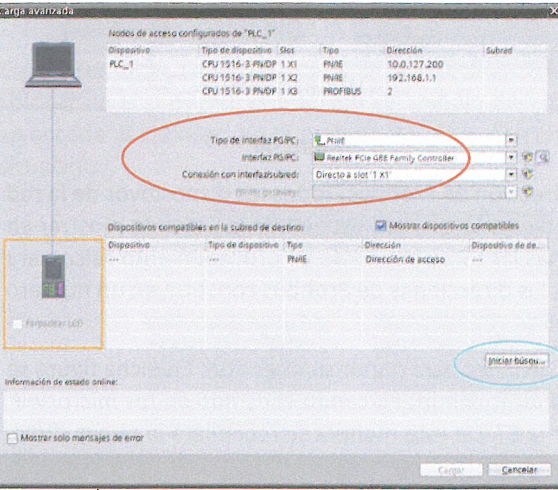 Carga avanzada
Nodos de acceso configurados de "PLC_1"
Dispositivo Tipo de dispositivo Slot Tipo Dirección Subred
PLC_1 CPU 1516-3 PN/DP 1 X1 PN/IE 10.0.127.200
CPU 1516-3 PN/DP 1 X2 PN/IE 192.168.1.1
CPU 1516-3 PN/DP 1 X3 PROFIBUS 2
Tipo de interfaz PG/PC: PN/IE
Interfaz PG/PC: Realtek PCIe GBE Family Controller
Conexión con interfaz/subred: Directo a slot '1 X1'
Dispositivos compatibles en la subred de destino: Mostrar dispositivos compatibles
Dispositivo Tipo de dispositivo Tipo Dirección Dispositivo de de...
--- --- PN/IE Dirección de acceso ---
Parpadear LED
Iniciar búsqu...
Información de estado online:
Mostrar solo mensajes de error
Cargar Cancelar